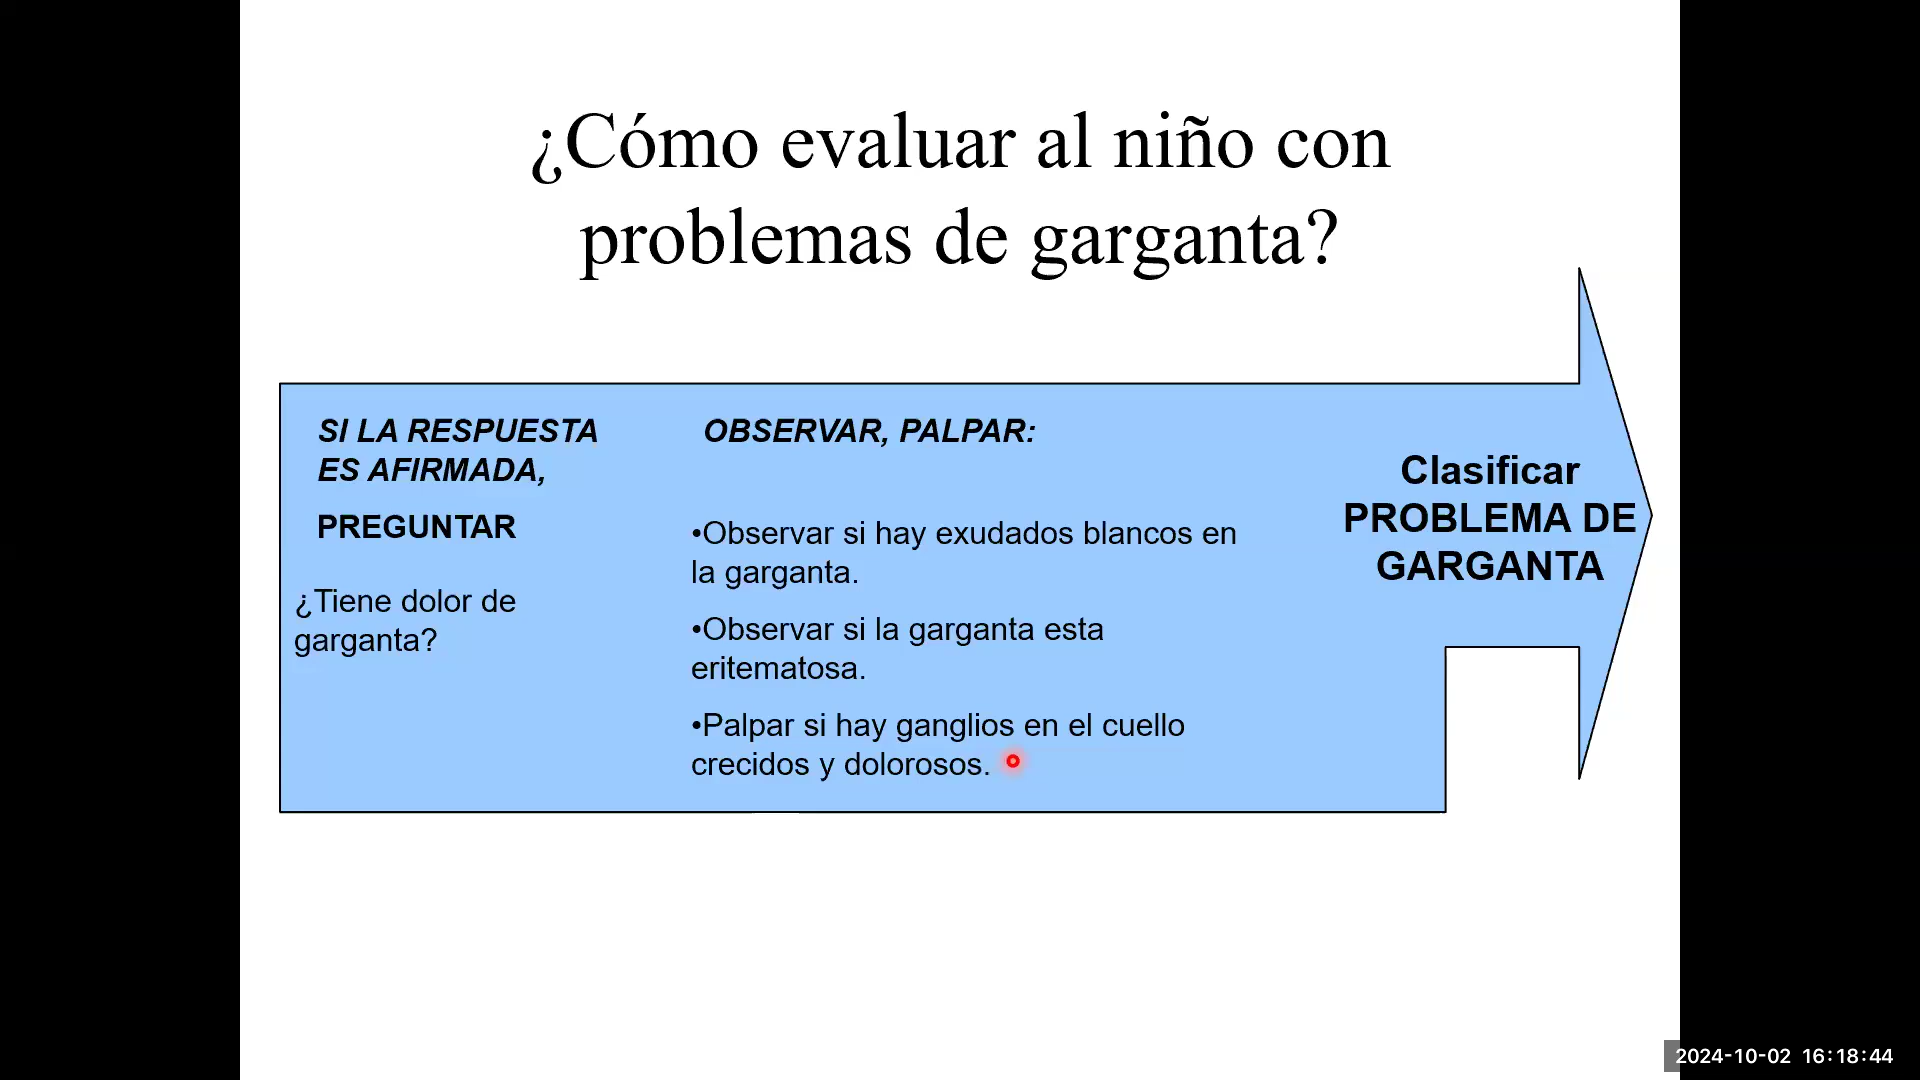 ¿Cómo evaluar al niño con
problemas de garganta?
SI LA RESPUESTA
ES AFIRMADA,
PREGUNTAR
¿Tiene dolor de
garganta?
OBSERVAR, PALPAR:
•Observar si hay exudados blancos en
la garganta.
•Observar si la garganta esta
eritematosa.
•Palpar si hay ganglios en el cuello
crecidos y dolorosos.
Clasificar
PROBLEMA DE
GARGANTA
2024-10-02 16:18:44